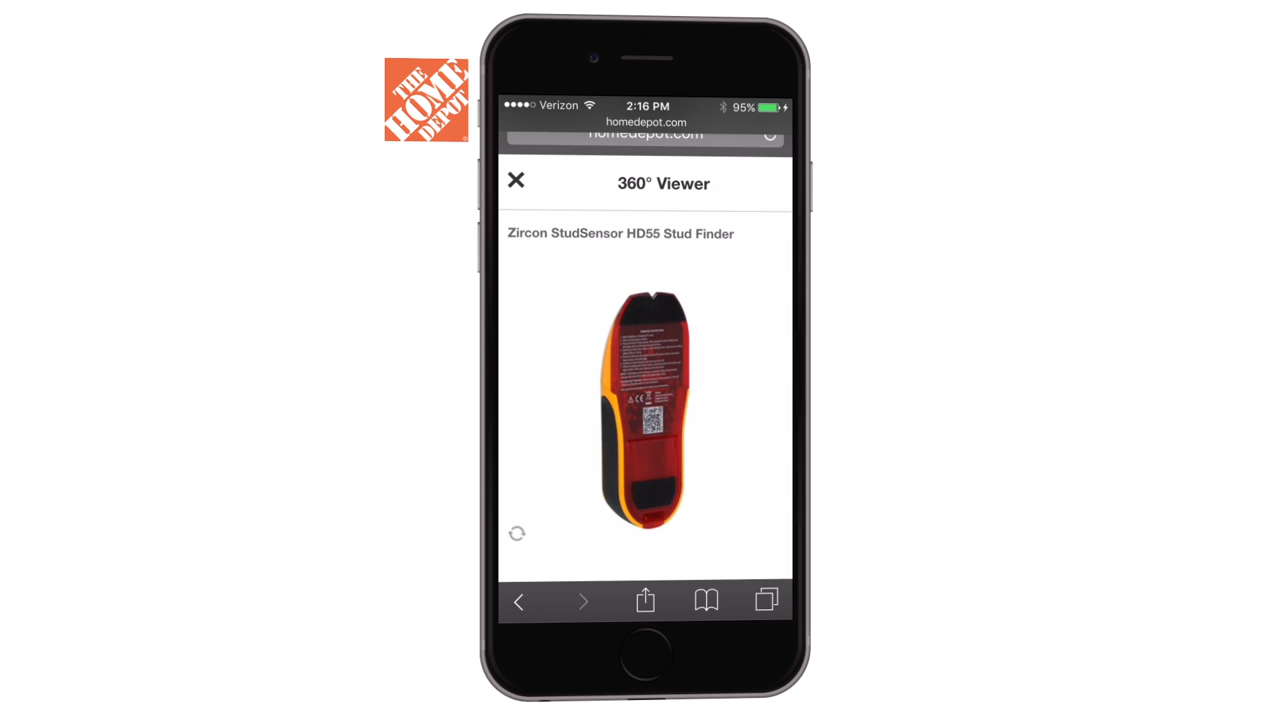 THE
HOME
DEPOT
Verizon
2:16 PM
95%
homedepot.com
homedepot.com
360° Viewer
Zircon StudSensor HD55 Stud Finder